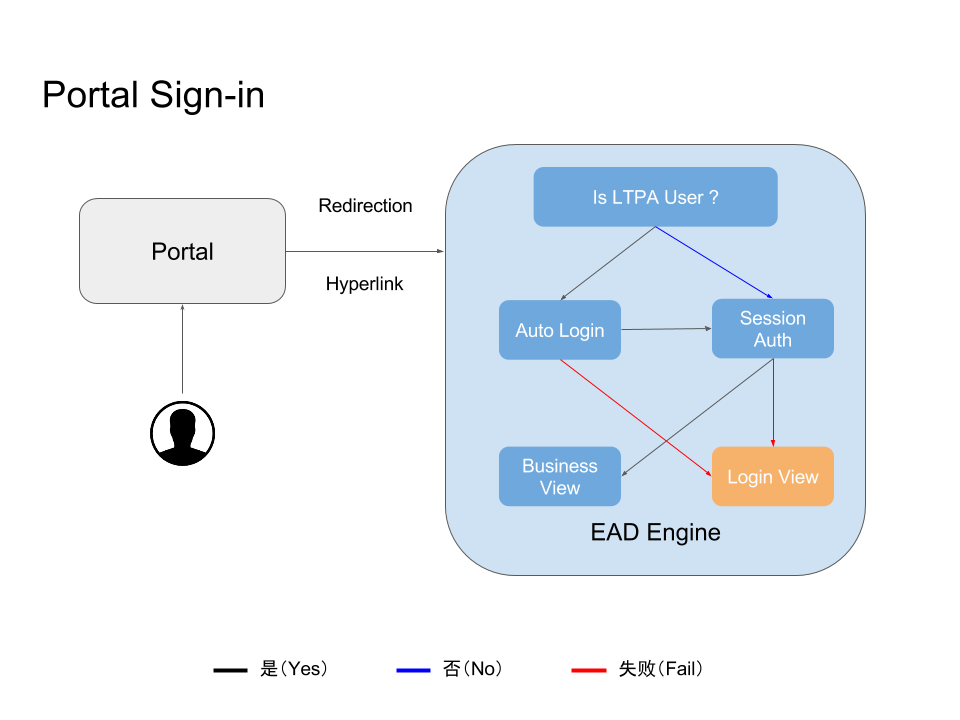 Portal Sign-in
Portal
Redirection
Hyperlink
Is LTPA User ?
Auto Login
Session
Auth
Business
View
Login View
EAD Engine
是（Yes）
否（No）
失败（Fail）